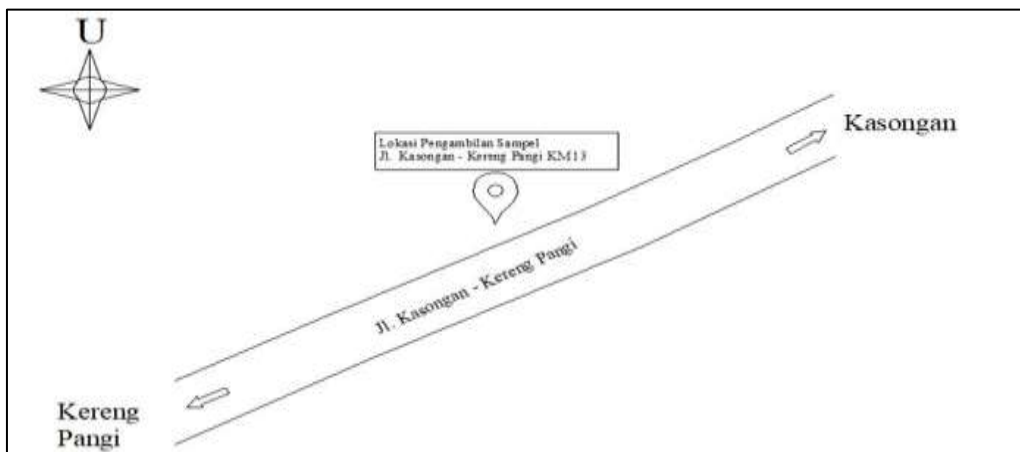 U
Kasongan
Lokasi Pengambilan Sampel
Jl. Kasongan - Kereng Pangi KM13
Jl. Kasongan - Kereng Pangi
Kereng
Pangi